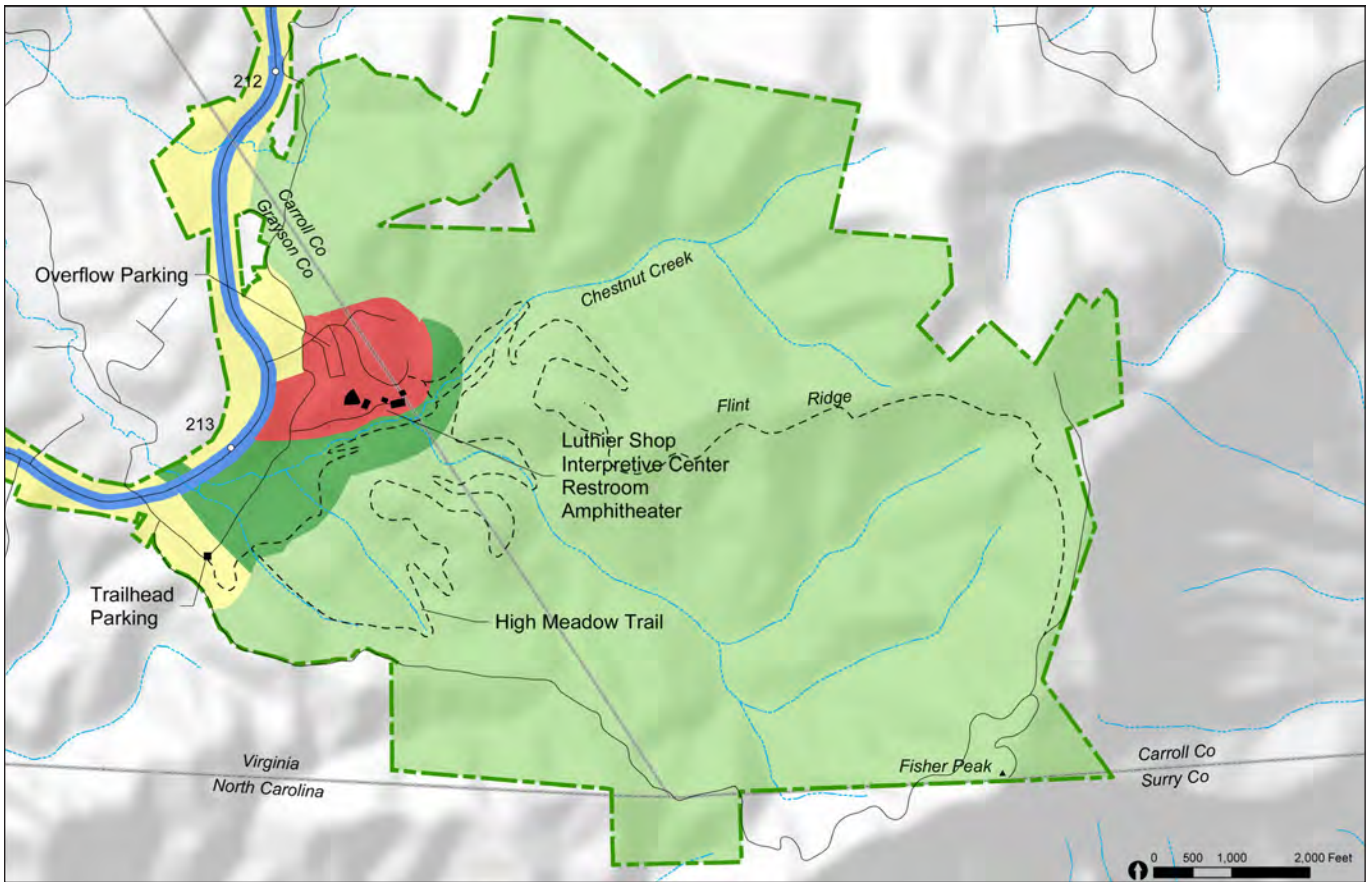 212
Carroll Co
Grayson Co
Overflow Parking
Chestnut Creek
Flint Ridge
213
Luthier Shop
Interpretive Center
Restroom
Amphitheater
Trailhead
Parking
High Meadow Trail
Virginia
North Carolina
Fisher Peak
Carroll Co
Surry Co
0 500 1,000 2,000 Feet